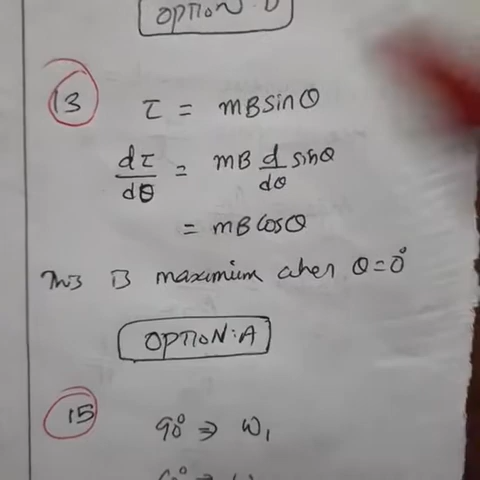 OPTION: D
13
τ = MB sinθ
dτ/dθ = MB d/dθ sinθ
= MB cosθ
This is maximum when θ = 0°
OPTION: A
15
90° ⇒ W₁